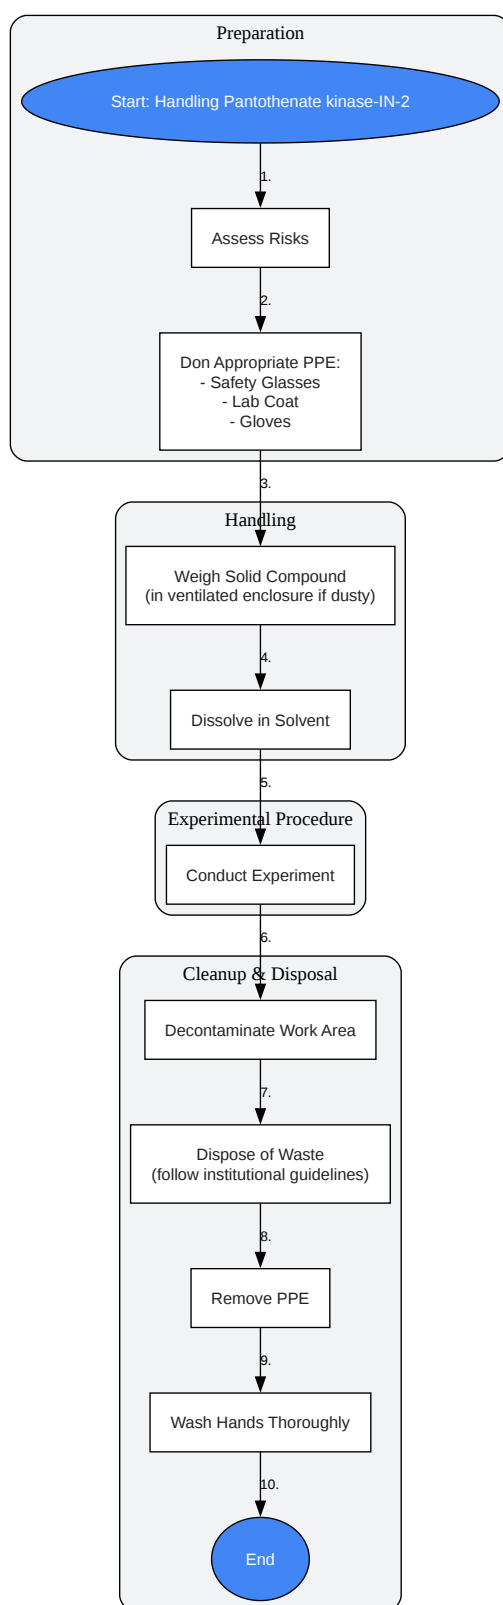 Preparation
Start: Handling Pantothenate kinase-IN-2
1.
Assess Risks
2.
Don Appropriate PPE:
- Safety Glasses
- Lab Coat
- Gloves
3.
Handling
Weigh Solid Compound
(in ventilated enclosure if dusty)
4.
Dissolve in Solvent
5.
Experimental Procedure
Conduct Experiment
6.
Cleanup & Disposal
Decontaminate Work Area
7.
Dispose of Waste
(follow institutional guidelines)
8.
Remove PPE
9.
Wash Hands Thoroughly
10.
End